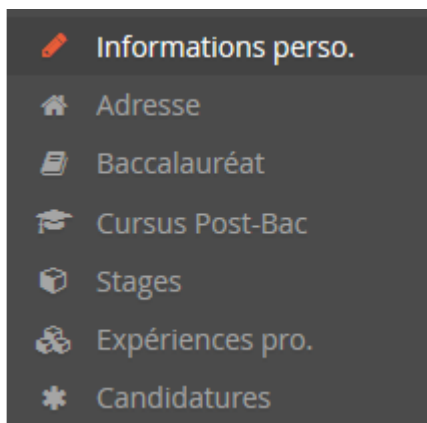 Informations perso.
Adresse
Baccalauréat
Cursus Post-Bac
Stages
Expériences pro.
Candidatures